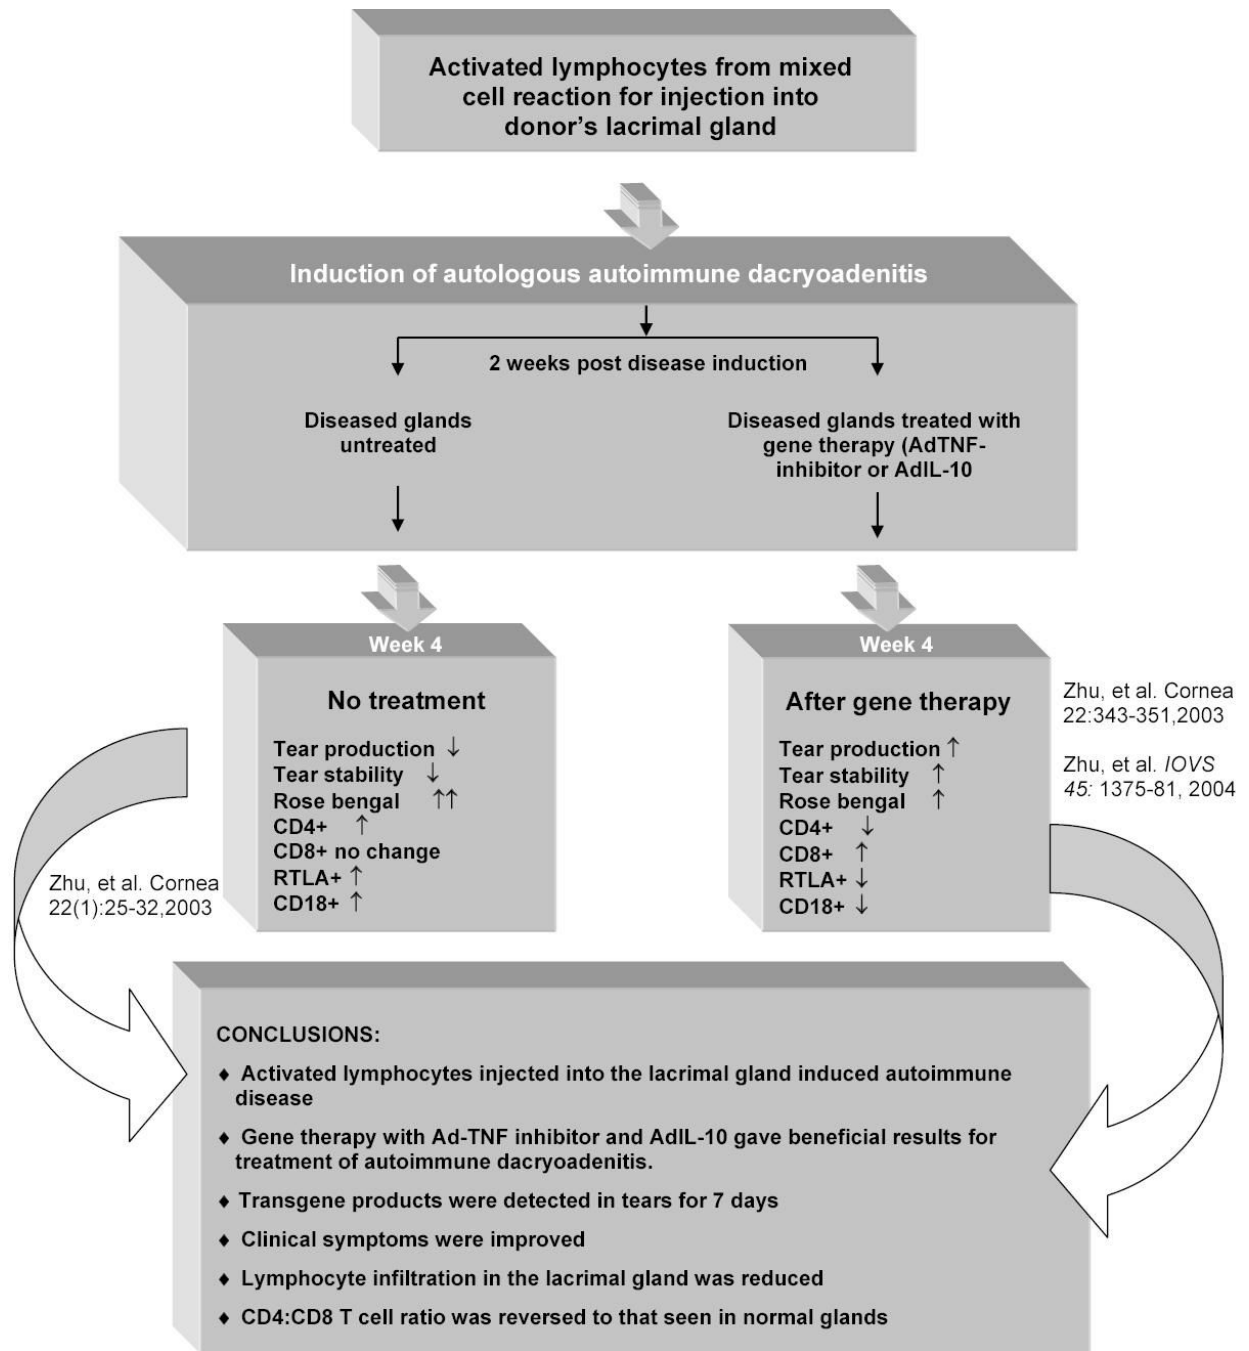 Activated lymphocytes from mixed
cell reaction for injection into
donor's lacrimal gland
Induction of autologous autoimmune dacryoadenitis
2 weeks post disease induction
Diseased glands
untreated
Diseased glands treated with
gene therapy (AdTNF-
inhibitor or AdIL-10
Week 4
No treatment
Tear production ↓
Tear stability ↓
Rose bengal ↑↑
CD4+ ↑
CD8+ no change
RTLA+ ↑
CD18+ ↑
Week 4
After gene therapy
Tear production ↑
Tear stability ↑
Rose bengal ↑
CD4+ ↓
CD8+ ↑
RTLA+ ↓
CD18+ ↓
Zhu, et al. Cornea
22:343-351,2003
Zhu, et al. IOVS
45: 1375-81, 2004
Zhu, et al. Cornea
22(1):25-32,2003
CONCLUSIONS:
♦ Activated lymphocytes injected into the lacrimal gland induced autoimmune
disease
♦ Gene therapy with Ad-TNF inhibitor and AdIL-10 gave beneficial results for
treatment of autoimmune dacryoadenitis.
♦ Transgene products were detected in tears for 7 days
♦ Clinical symptoms were improved
♦ Lymphocyte infiltration in the lacrimal gland was reduced
♦ CD4:CD8 T cell ratio was reversed to that seen in normal glands